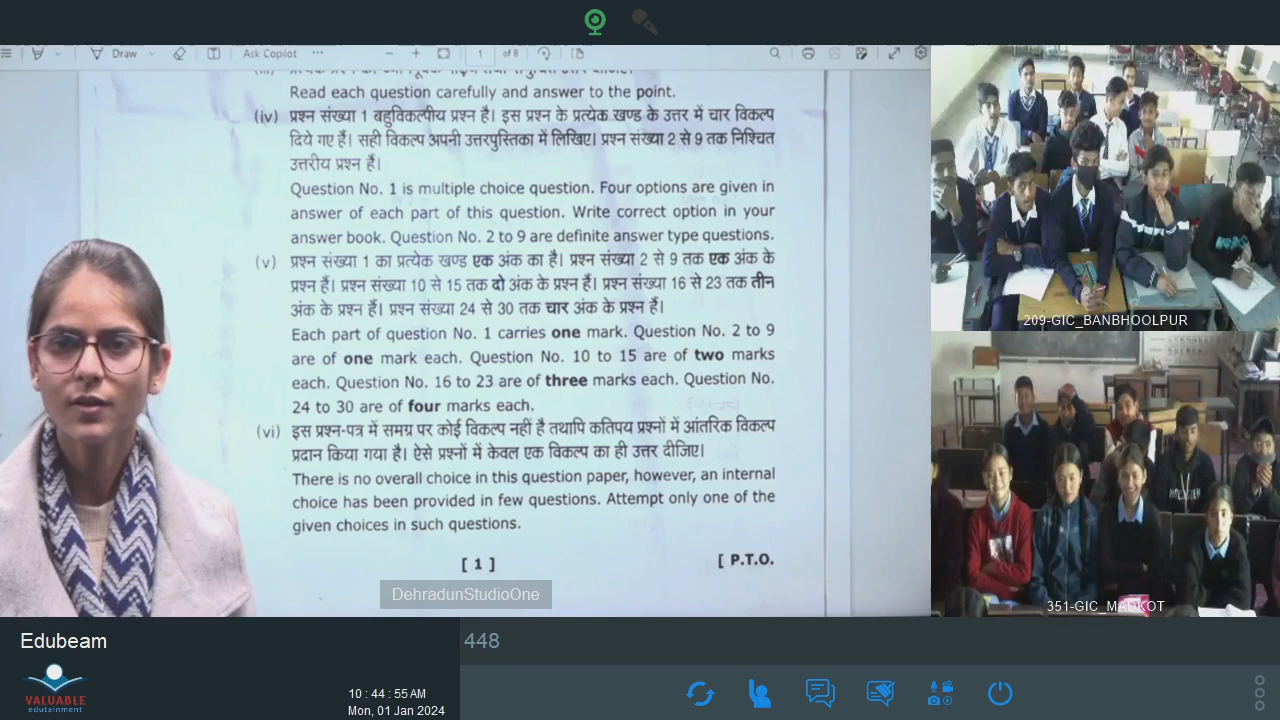 Draw
Ask Copilot
1
of 8
Read each question carefully and answer to the point.
(iv) प्रश्न संख्या 1 बहुविकल्पीय प्रश्न है। इस प्रश्न के प्रत्येक खण्ड के उत्तर में चार विकल्प
दिये गए हैं। सही विकल्प अपनी उत्तरपुस्तिका में लिखिए। प्रश्न संख्या 2 से 9 तक निश्चित
उत्तरीय प्रश्न हैं।
Question No. 1 is multiple choice question. Four options are given in
answer of each part of this question. Write correct option in your
answer book. Question No. 2 to 9 are definite answer type questions.
(v) प्रश्न संख्या 1 का प्रत्येक खण्ड एक अंक का है। प्रश्न संख्या 2 से 9 तक एक अंक के
प्रश्न हैं। प्रश्न संख्या 10 से 15 तक दो अंक के प्रश्न हैं। प्रश्न संख्या 16 से 23 तक तीन
अंक के प्रश्न हैं। प्रश्न संख्या 24 से 30 तक चार अंक के प्रश्न हैं।
Each part of question No. 1 carries one mark. Question No. 2 to 9
are of one mark each. Question No. 10 to 15 are of two marks
each. Question No. 16 to 23 are of three marks each. Question No.
24 to 30 are of four marks each.
(vi) इस प्रश्न-पत्र में समग्र पर कोई विकल्प नहीं है तथापि कतिपय प्रश्नों में आंतरिक विकल्प
प्रदान किया गया है। ऐसे प्रश्नों में केवल एक विकल्प का ही उत्तर दीजिए।
There is no overall choice in this question paper, however, an internal
choice has been provided in few questions. Attempt only one of the
given choices in such questions.
[ 1 ]
[ P.T.O.
DehradunStudioOne
209-GIC_BANBHOOLPUR
351-GIC_MADKOT
Edubeam
448
VALUABLE
edutainment
10 : 44 : 55 AM
Mon, 01 Jan 2024